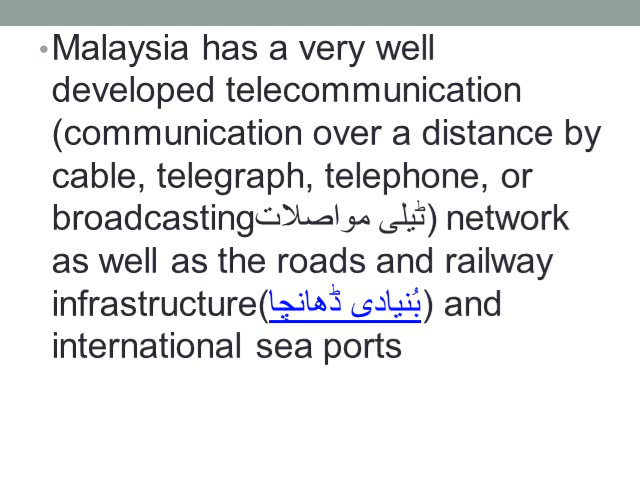 •Malaysia has a very well
developed telecommunication
(communication over a distance by
cable, telegraph, telephone, or
broadcastingٹیلی مواصلات) network
as well as the roads and railway
infrastructure(بُنیادی ڈھانچا) and
international sea ports